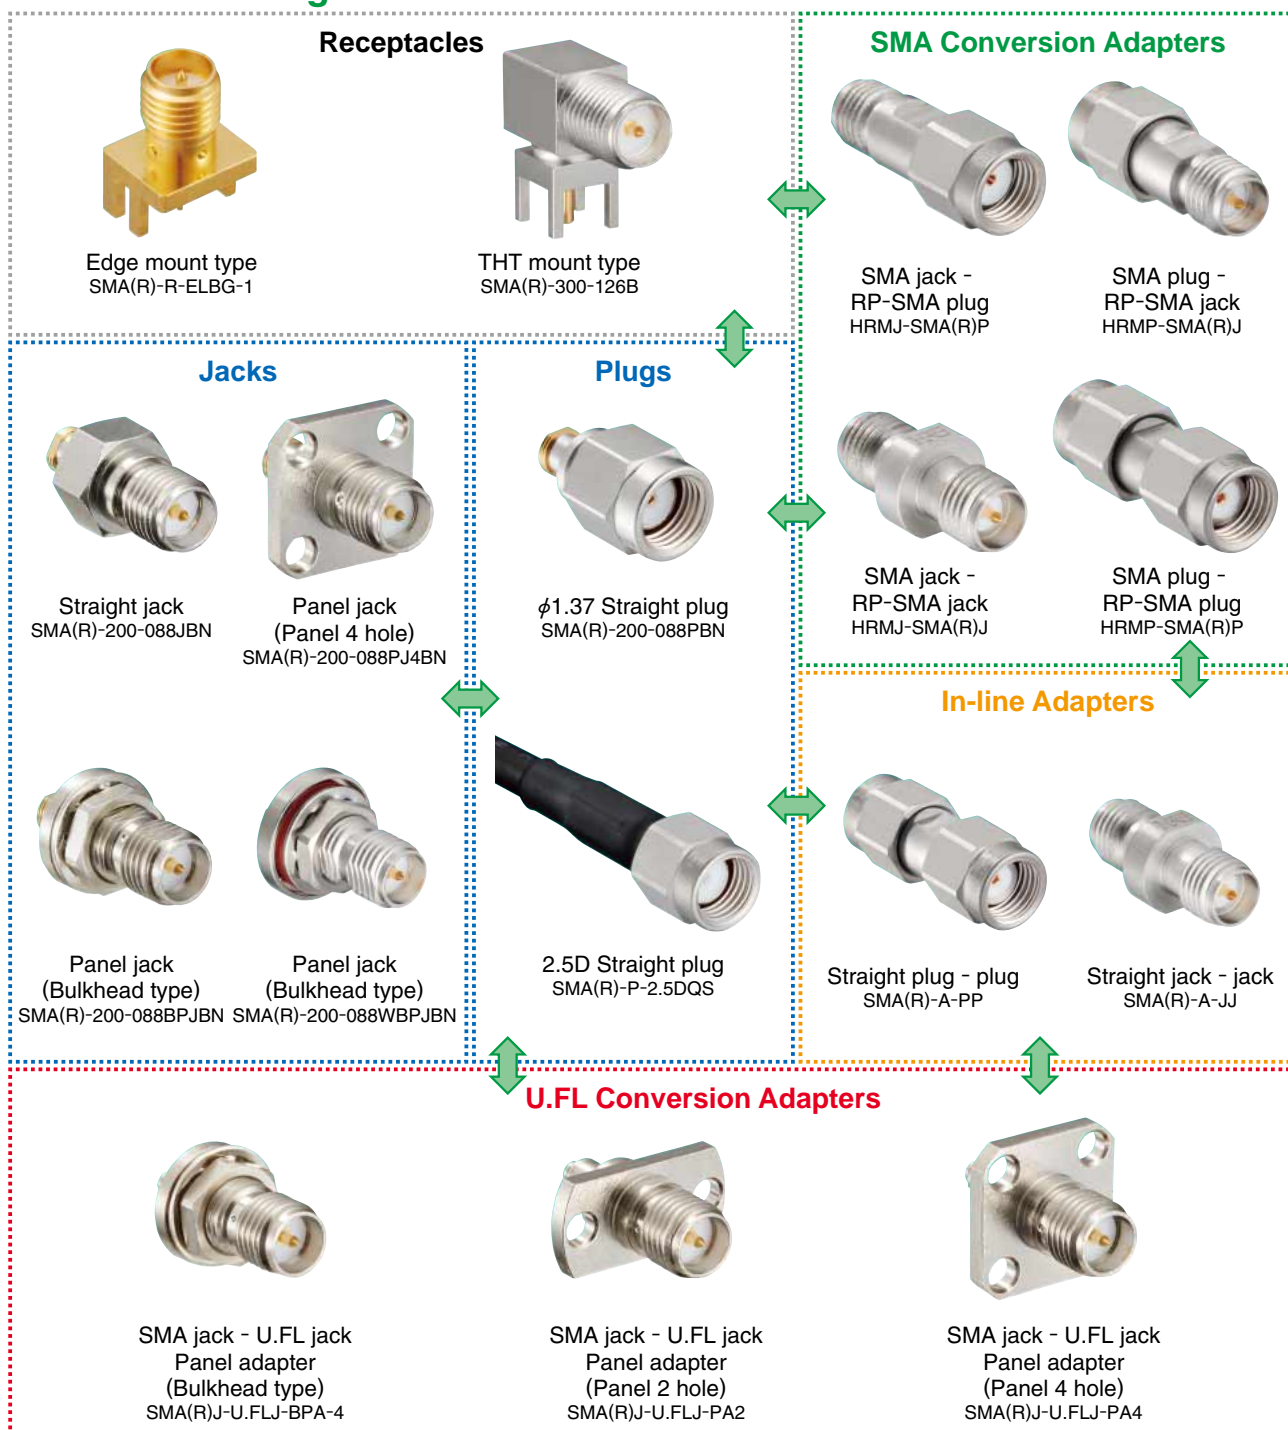 Receptacles
Edge mount type
SMA(R)-R-ELBG-1
THT mount type
SMA(R)-300-126B
SMA Conversion Adapters
SMA jack -
RP-SMA plug
HRMJ-SMA(R)P
SMA plug -
RP-SMA jack
HRMP-SMA(R)J
SMA jack -
RP-SMA jack
HRMJ-SMA(R)J
SMA plug -
RP-SMA plug
HRMP-SMA(R)P
Jacks
Straight jack
SMA(R)-200-088JBN
Panel jack
(Panel 4 hole)
SMA(R)-200-088PJ4BN
Panel jack
(Bulkhead type)
SMA(R)-200-088BPJBN
Panel jack
(Bulkhead type)
SMA(R)-200-088WBPJBN
Plugs
ϕ1.37 Straight plug
SMA(R)-200-088PBN
2.5D Straight plug
SMA(R)-P-2.5DQS
In-line Adapters
Straight plug - plug
SMA(R)-A-PP
Straight jack - jack
SMA(R)-A-JJ
U.FL Conversion Adapters
SMA jack - U.FL jack
Panel adapter
(Bulkhead type)
SMA(R)J-U.FLJ-BPA-4
SMA jack - U.FL jack
Panel adapter
(Panel 2 hole)
SMA(R)J-U.FLJ-PA2
SMA jack - U.FL jack
Panel adapter
(Panel 4 hole)
SMA(R)J-U.FLJ-PA4